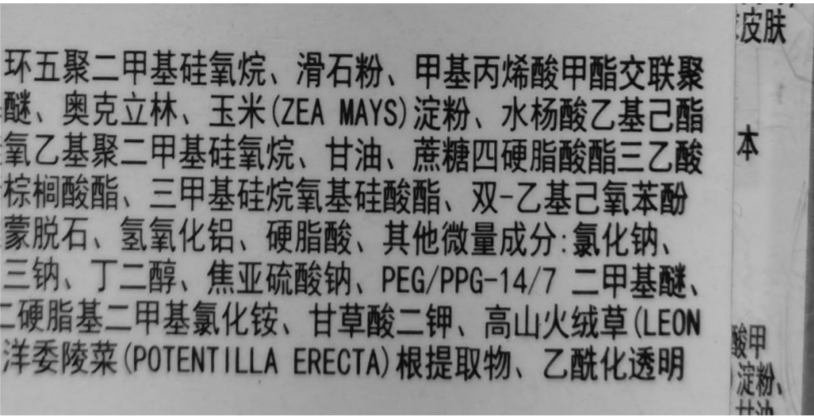 环五聚二甲基硅氧烷、滑石粉、甲基丙烯酸甲酯交联聚
醚、奥克立林、玉米(ZEA MAYS)淀粉、水杨酸乙基己酯
氧乙基聚二甲基硅氧烷、甘油、蔗糖四硬脂酸酯三乙酸
棕榈酸酯、三甲基硅烷氧基硅酸酯、双-乙基己氧苯酚
蒙脱石、氢氧化铝、硬脂酸、其他微量成分:氯化钠、
三钠、丁二醇、焦亚硫酸钠、PEG/PPG-14/7 二甲基醚、
二硬脂基二甲基氯化铵、甘草酸二钾、高山火绒草(LEON
洋委陵菜(POTENTILLA ERECTA)根提取物、乙酰化透明
皮肤
本
酸甲
淀粉、